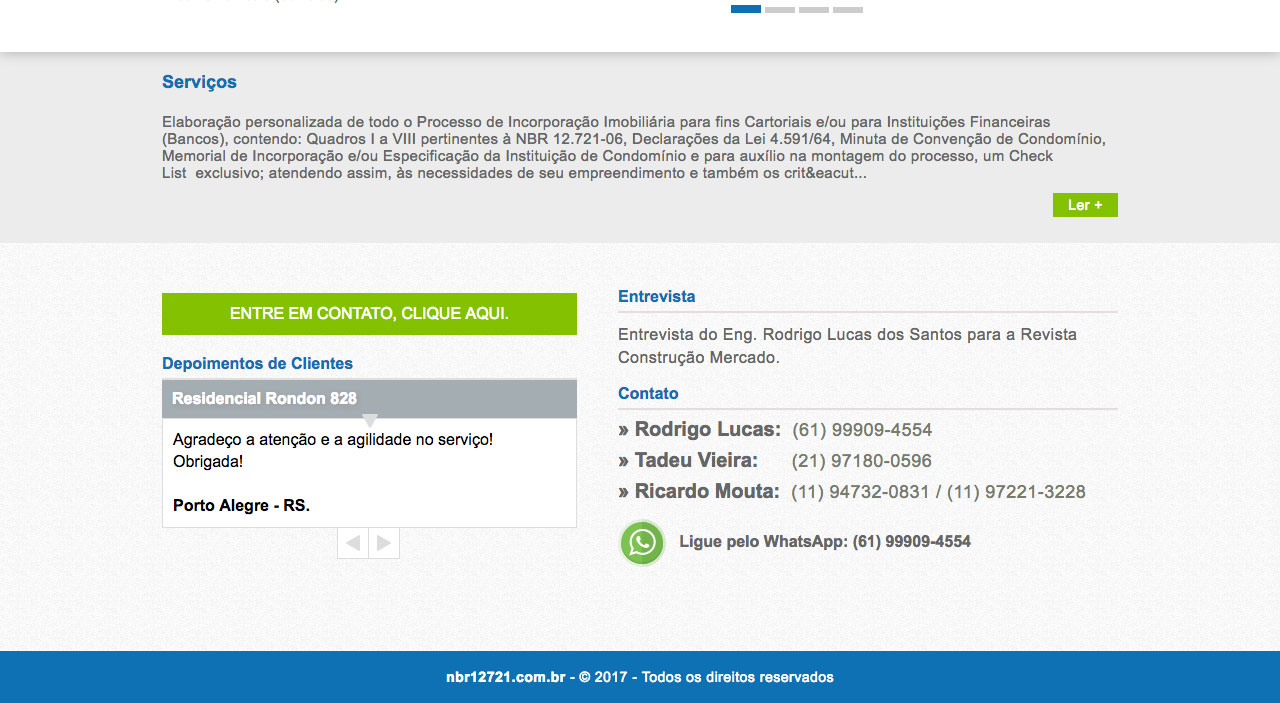 Serviços
Elaboração personalizada de todo o Processo de Incorporação Imobiliária para fins Cartoriais e/ou para Instituições Financeiras
(Bancos), contendo: Quadros I a VIII pertinentes à NBR 12.721-06, Declarações da Lei 4.591/64, Minuta de Convenção de Condomínio,
Memorial de Incorporação e/ou Especificação da Instituição de Condomínio e para auxílio na montagem do processo, um Check
List  exclusivo; atendendo assim, às necessidades de seu empreendimento e também os crit&eacut...
Ler +
ENTRE EM CONTATO, CLIQUE AQUI.
Depoimentos de Clientes
Residencial Rondon 828
Agradeço a atenção e a agilidade no serviço!
Obrigada!
Porto Alegre - RS.
Entrevista
Entrevista do Eng. Rodrigo Lucas dos Santos para a Revista
Construção Mercado.
Contato
» Rodrigo Lucas: (61) 99909-4554
» Tadeu Vieira: (21) 97180-0596
» Ricardo Mouta: (11) 94732-0831 / (11) 97221-3228
Ligue pelo WhatsApp: (61) 99909-4554
nbr12721.com.br - © 2017 - Todos os direitos reservados